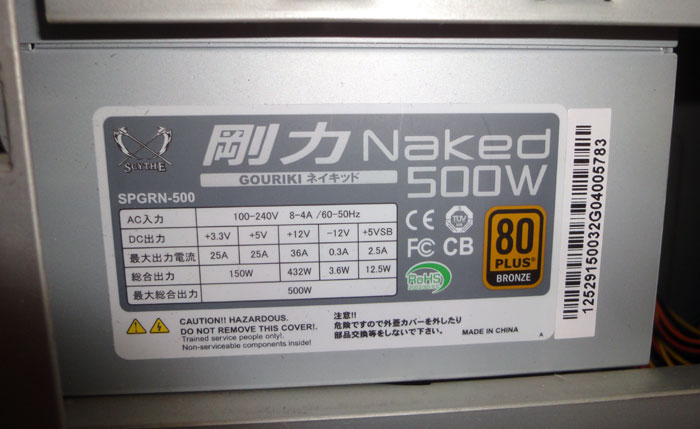 SCYTHE
剛力 Naked
GOURIKI ネイキッド
500W
SPGRN-500
AC入力 100-240V 8-4A /60-50Hz
DC出力 +3.3V +5V +12V -12V +5VSB
最大出力電流 25A 25A 36A 0.3A 2.5A
総合出力 150W 432W 3.6W 12.5W
最大総合出力 500W
CE TÜV
FC CB
RoHS
80
PLUS
BRONZE
12529150032G04005783
CAUTION!! HAZARDOUS.
DO NOT REMOVE THIS COVER!.
Trained service people only!.
Non-serviceable components inside!
注意!!
危険ですので外蓋カバーを外したり
部品交換等をしないで下さい。
MADE IN CHINA
A